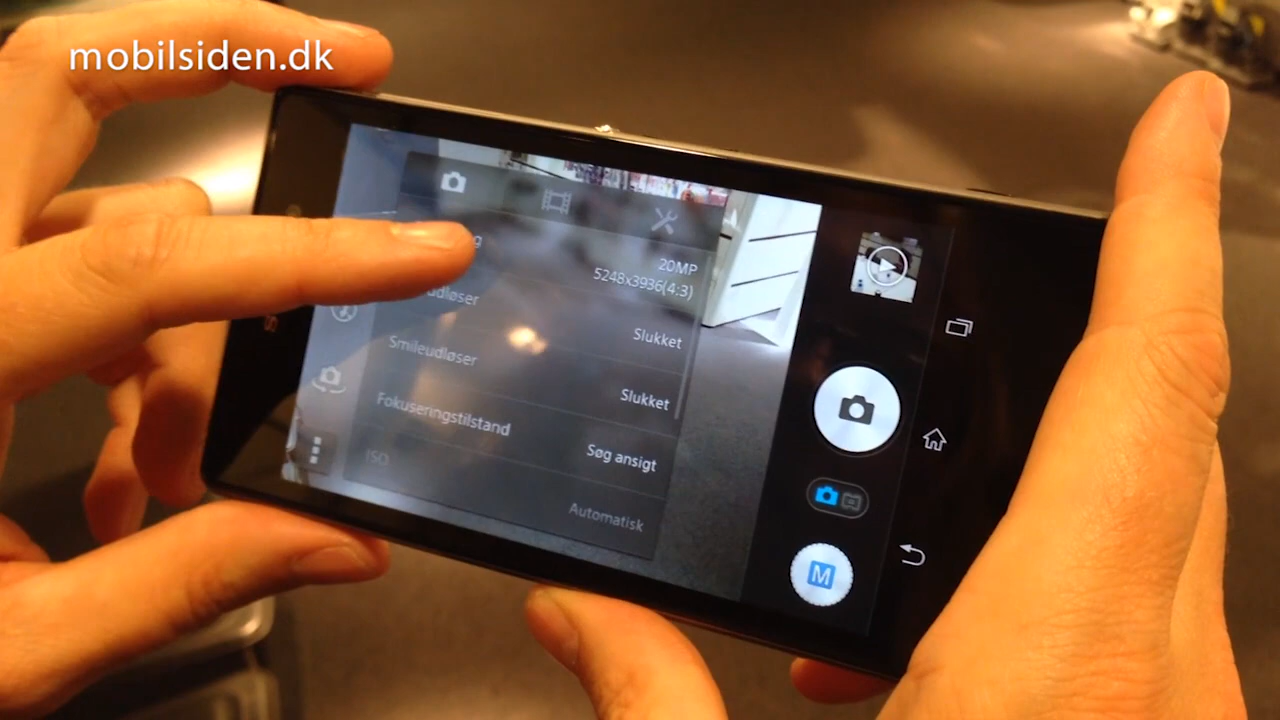 mobilsiden.dk
20MP
5248x3936(4:3)
Slukket
Smileudløser
Slukket
Fokuseringstilstand
Søg ansigt
ISO
Automatisk
M